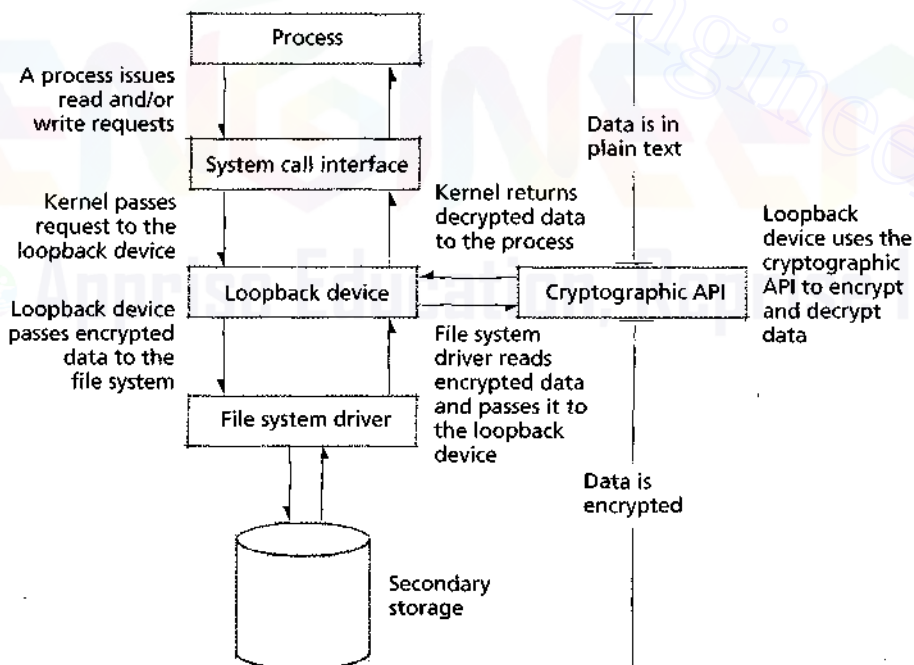 Process
A process issues
read and/or
write requests
Data is in
plain text
System call interface
Kernel passes
request to the
loopback device
Kernel returns
decrypted data
to the process
Loopback
device uses the
cryptographic
API to encrypt
and decrypt
data
Loopback device
Cryptographic API
Loopback device
passes encrypted
data to the
file system
File system
driver reads
encrypted data
and passes it to
the loopback
device
File system driver
Data is
encrypted
Secondary
storage